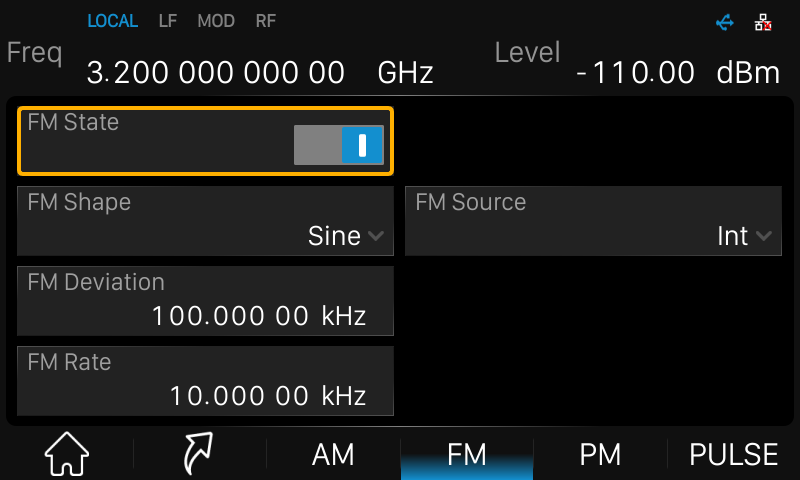 LOCAL LF MOD RF
Freq 3.200 000 000 00 GHz Level -110.00 dBm
FM State
FM Shape FM Source
Sine Int
FM Deviation
100.000 00 kHz
FM Rate
10.000 00 kHz
AM FM PM PULSE